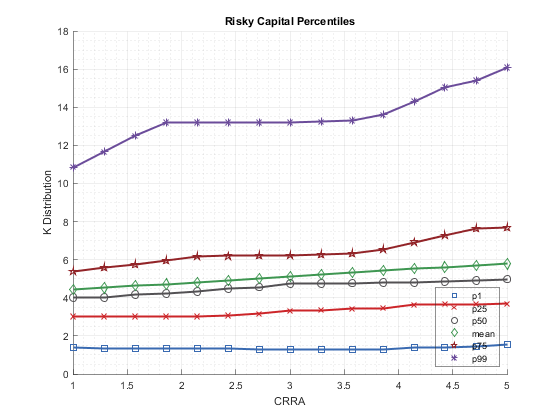 Risky Capital Percentiles
18
16
14
12
10
8
6
4
2
0
K Distribution
1 1.5 2 2.5 3 3.5 4 4.5 5
CRRA
p1
p25
p50
mean
p75
p99